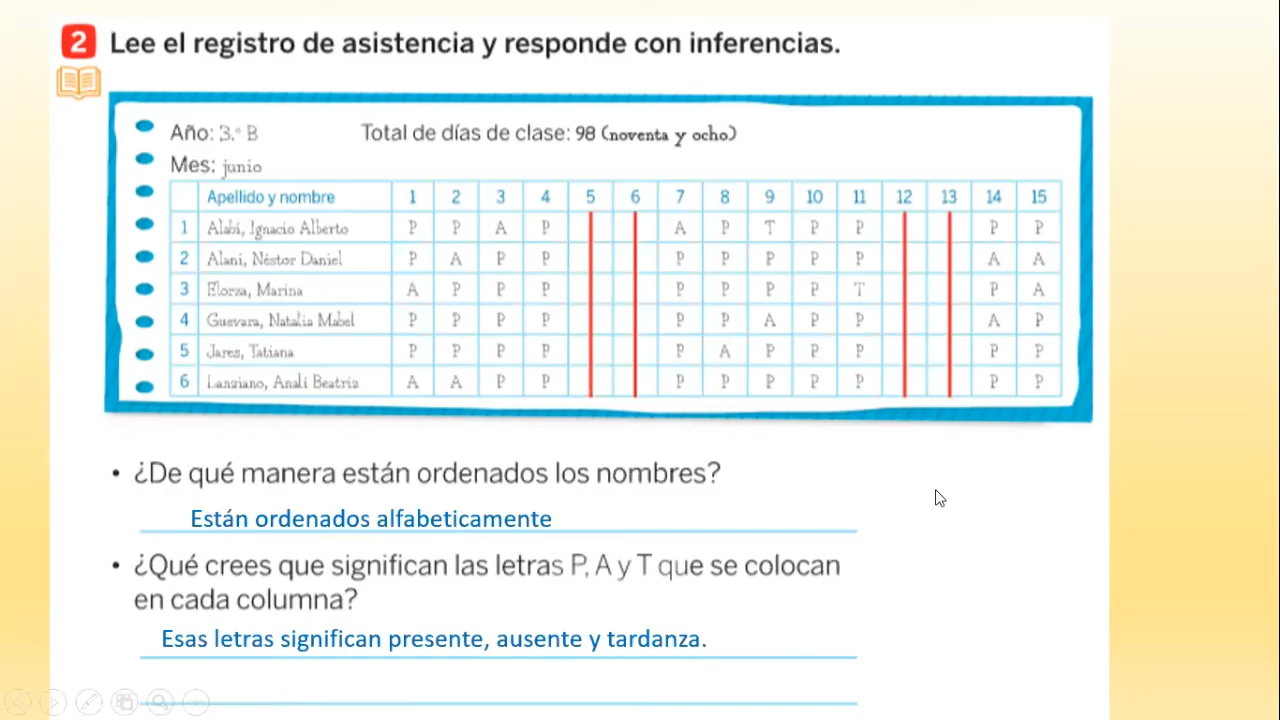 2 Lee el registro de asistencia y responde con inferencias.
Año: 3.° B Total de días de clase: 98 (noventa y ocho)
Mes: junio
Apellido y nombre 1 2 3 4 5 6 7 8 9 10 11 12 13 14 15
1 Alabí, Ignacio Alberto P P A P A P T P P P P
2 Alani, Néstor Daniel P A P P P P P P P A A
3 Elorza, Marina A P P P P P P P T P A
4 Guevara, Natalia Mabel P P P P P P A P P A P
5 Jares, Tatiana P P P P P A P P P P P
6 Lanziano, Analí Beatriz A A P P P P P P P P P
• ¿De qué manera están ordenados los nombres?
Están ordenados alfabeticamente
• ¿Qué crees que significan las letras P, A y T que se colocan
en cada columna?
Esas letras significan presente, ausente y tardanza.